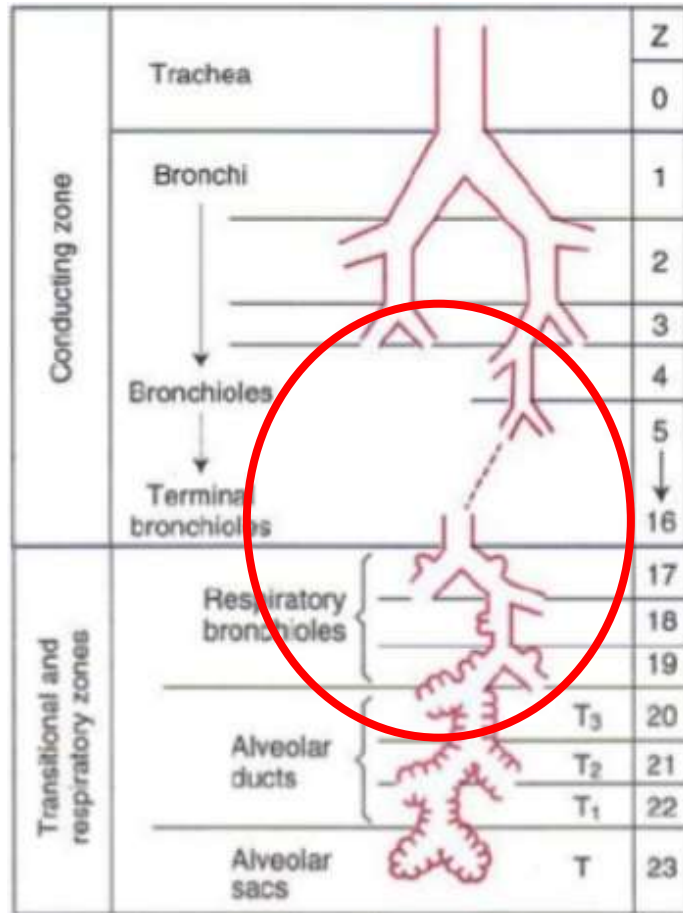 Z
Trachea
0
Bronchi
1
2
3
Bronchioles
4
5
Terminal
bronchioles
16
Conducting zone
17
Respiratory
bronchioles
18
19
T3
20
Alveolar
ducts
T2
21
T1
22
Alveolar
sacs
T
23
Transitional and
respiratory zones